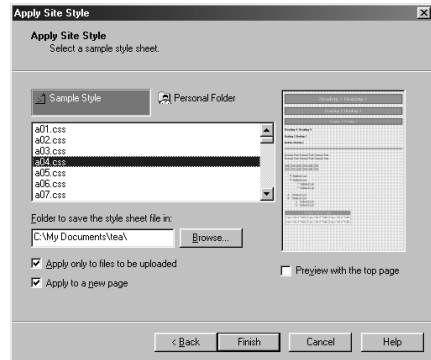 Apply Site Style
Apply Site Style
Select a sample style sheet.
Sample Style
Personal Folder
a01.css
a02.css
a03.css
a04.css
a05.css
a06.css
a07.css
Folder to save the style sheet file in:
C:\My Documents\tea\
Browse...
Apply only to files to be uploaded
Apply to a new page
Preview with the top page
< Back
Finish
Cancel
Help